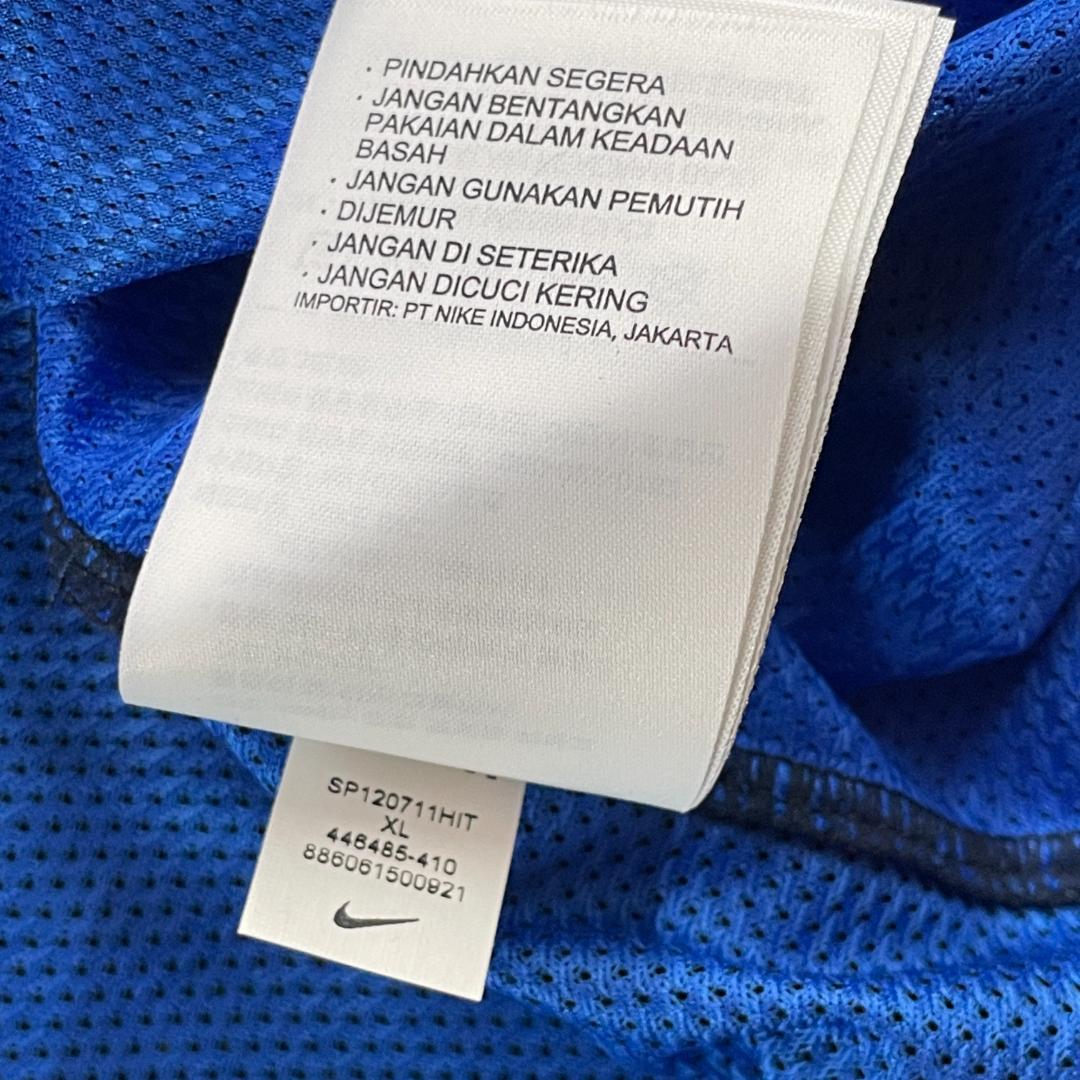 · PINDAHKAN SEGERA
· JANGAN BENTANGKAN
PAKAIAN DALAM KEADAAN
BASAH
· JANGAN GUNAKAN PEMUTIH
· DIJEMUR
· JANGAN DI SETERIKA
· JANGAN DICUCI KERING
IMPORTIR: PT NIKE INDONESIA, JAKARTA
SP120711HIT
XL
446485-410
886061500921